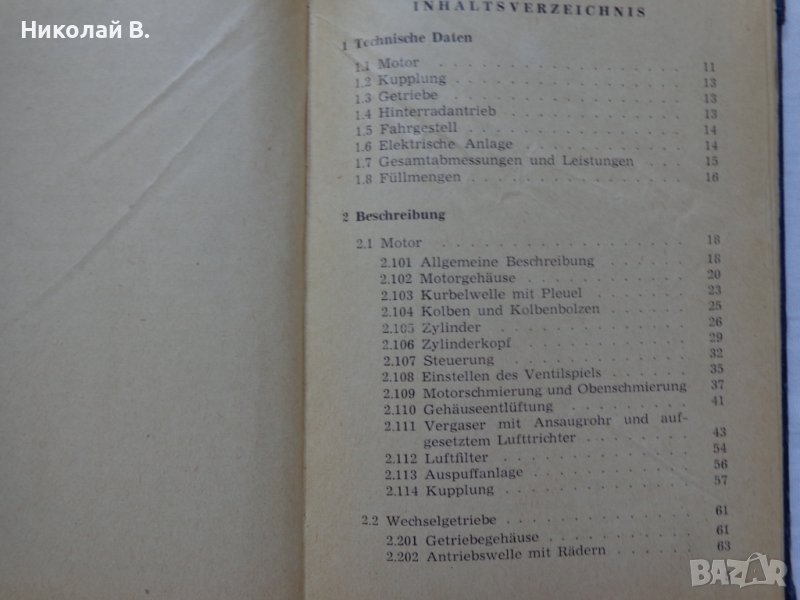 Николай В.
INHALTSVERZEICHNIS
1 Technische Daten
1.1 Motor . . . . . . . . . . . . . 11
1.2 Kupplung . . . . . . . . . . . . 13
1.3 Getriebe . . . . . . . . . . . . 13
1.4 Hinterradantrieb . . . . . . . . . 13
1.5 Fahrgestell . . . . . . . . . . . 14
1.6 Elektrische Anlage . . . . . . . . 14
1.7 Gesamtabmessungen und Leistungen . . . 15
1.8 Füllmengen . . . . . . . . . . . 16
2 Beschreibung
2.1 Motor . . . . . . . . . . . . . 18
2.101 Allgemeine Beschreibung . . . . . 18
2.102 Motorgehäuse . . . . . . . . . 20
2.103 Kurbelwelle mit Pleuel . . . . . . 23
2.104 Kolben und Kolbenbolzen . . . . . 25
2.105 Zylinder . . . . . . . . . . . 26
2.106 Zylinderkopf . . . . . . . . . 29
2.107 Steuerung . . . . . . . . . . 32
2.108 Einstellen des Ventilspiels . . . . . 35
2.109 Motorschmierung und Obenschmierung 37
2.110 Gehäuseentlüftung . . . . . . . 41
2.111 Vergaser mit Ansaugrohr und auf-
gesetztem Lufttrichter . . . . . . 43
2.112 Luftfilter . . . . . . . . . . . 54
2.113 Auspuffanlage . . . . . . . . . 56
2.114 Kupplung . . . . . . . . . . . 57
2.2 Wechselgetriebe . . . . . . . . . . 61
2.201 Getriebegehäuse . . . . . . . . 61
2.202 Antriebswelle mit Rädern . . . . . 63
BAZAR